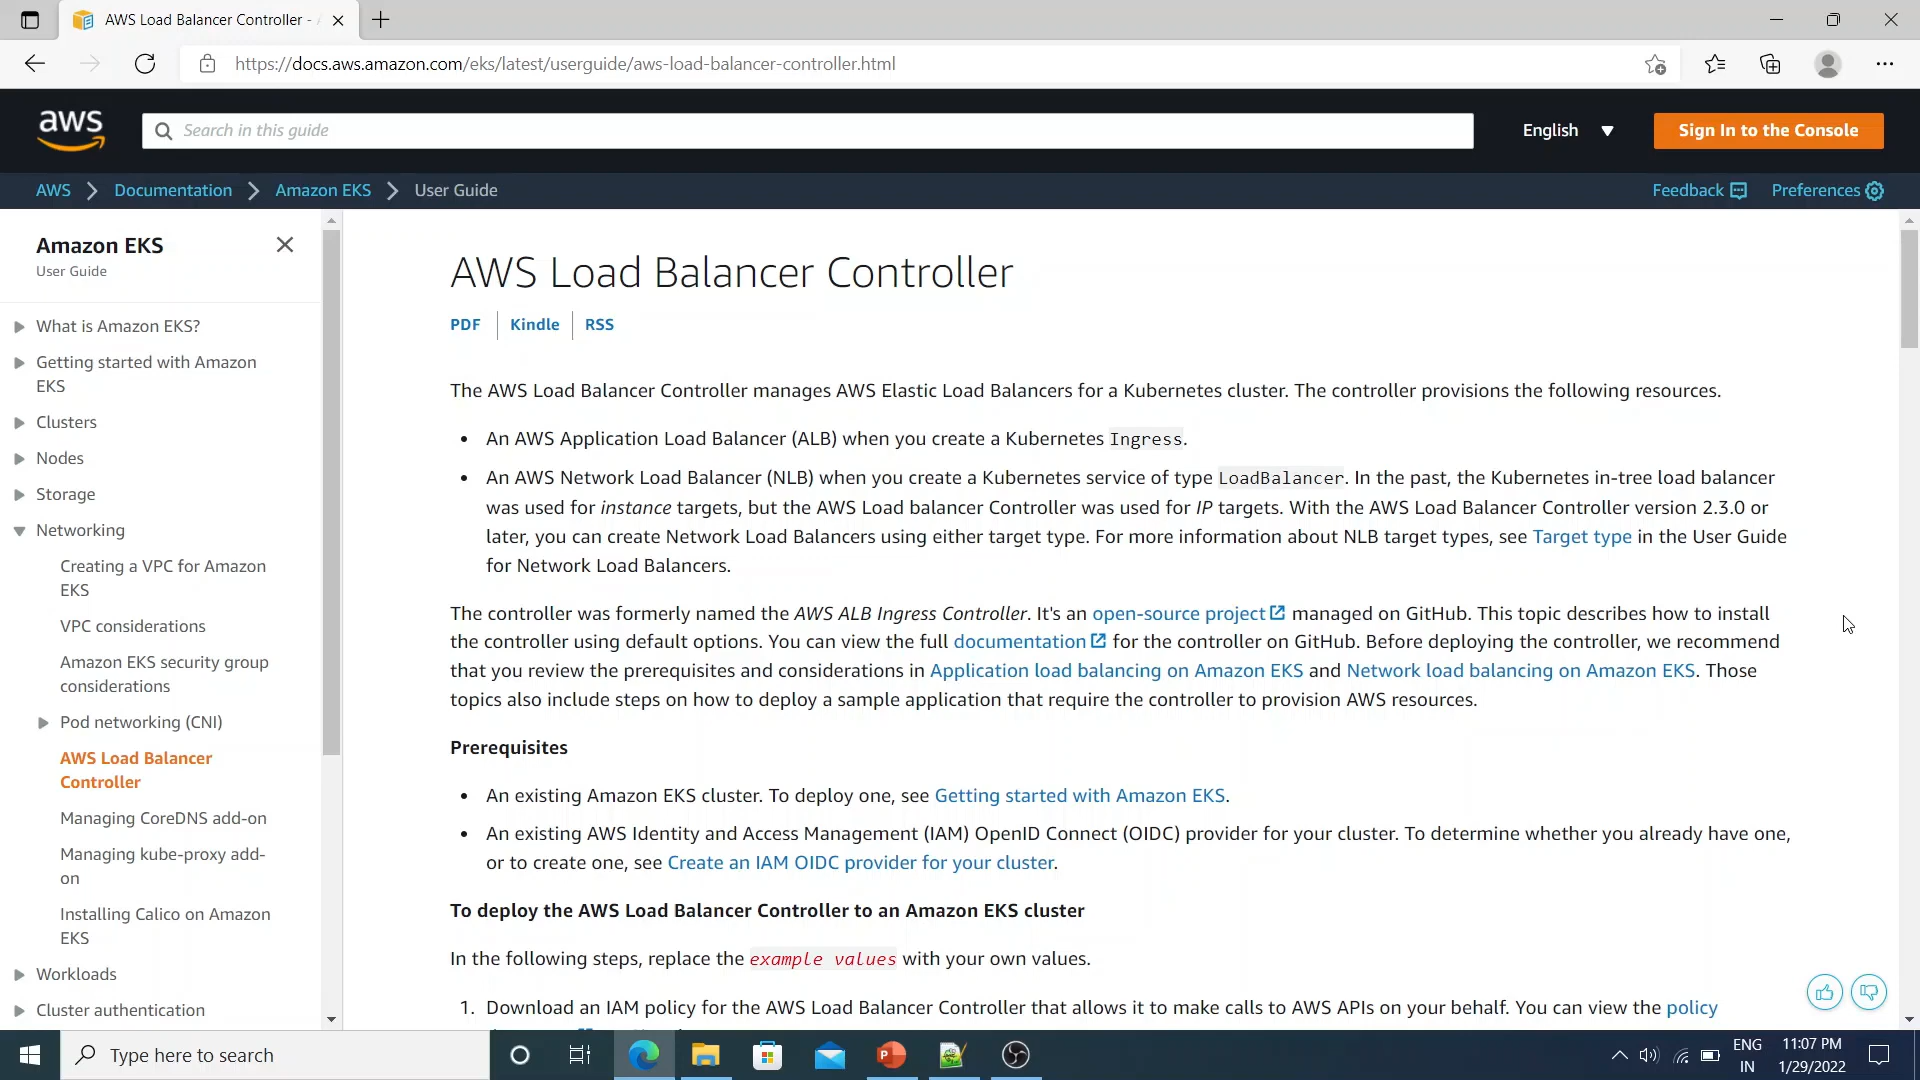 AWS Load Balancer Controller - A
https://docs.aws.amazon.com/eks/latest/userguide/aws-load-balancer-controller.html
aws
Search in this guide
English
Sign In to the Console
AWS
Documentation
Amazon EKS
User Guide
Feedback
Preferences
Amazon EKS
User Guide
What is Amazon EKS?
Getting started with Amazon
EKS
Clusters
Nodes
Storage
Networking
Creating a VPC for Amazon
EKS
VPC considerations
Amazon EKS security group
considerations
Pod networking (CNI)
AWS Load Balancer
Controller
Managing CoreDNS add-on
Managing kube-proxy add-
on
Installing Calico on Amazon
EKS
Workloads
Cluster authentication
AWS Load Balancer Controller
PDF
Kindle
RSS
The AWS Load Balancer Controller manages AWS Elastic Load Balancers for a Kubernetes cluster. The controller provisions the following resources.
• An AWS Application Load Balancer (ALB) when you create a Kubernetes Ingress.
• An AWS Network Load Balancer (NLB) when you create a Kubernetes service of type LoadBalancer. In the past, the Kubernetes in-tree load balancer
was used for instance targets, but the AWS Load balancer Controller was used for IP targets. With the AWS Load Balancer Controller version 2.3.0 or
later, you can create Network Load Balancers using either target type. For more information about NLB target types, see Target type in the User Guide
for Network Load Balancers.
The controller was formerly named the AWS ALB Ingress Controller. It's an open-source project managed on GitHub. This topic describes how to install
the controller using default options. You can view the full documentation for the controller on GitHub. Before deploying the controller, we recommend
that you review the prerequisites and considerations in Application load balancing on Amazon EKS and Network load balancing on Amazon EKS. Those
topics also include steps on how to deploy a sample application that require the controller to provision AWS resources.
Prerequisites
• An existing Amazon EKS cluster. To deploy one, see Getting started with Amazon EKS.
• An existing AWS Identity and Access Management (IAM) OpenID Connect (OIDC) provider for your cluster. To determine whether you already have one,
or to create one, see Create an IAM OIDC provider for your cluster.
To deploy the AWS Load Balancer Controller to an Amazon EKS cluster
In the following steps, replace the example values with your own values.
1. Download an IAM policy for the AWS Load Balancer Controller that allows it to make calls to AWS APIs on your behalf. You can view the policy
Type here to search
ENG
IN
11:07 PM
1/29/2022